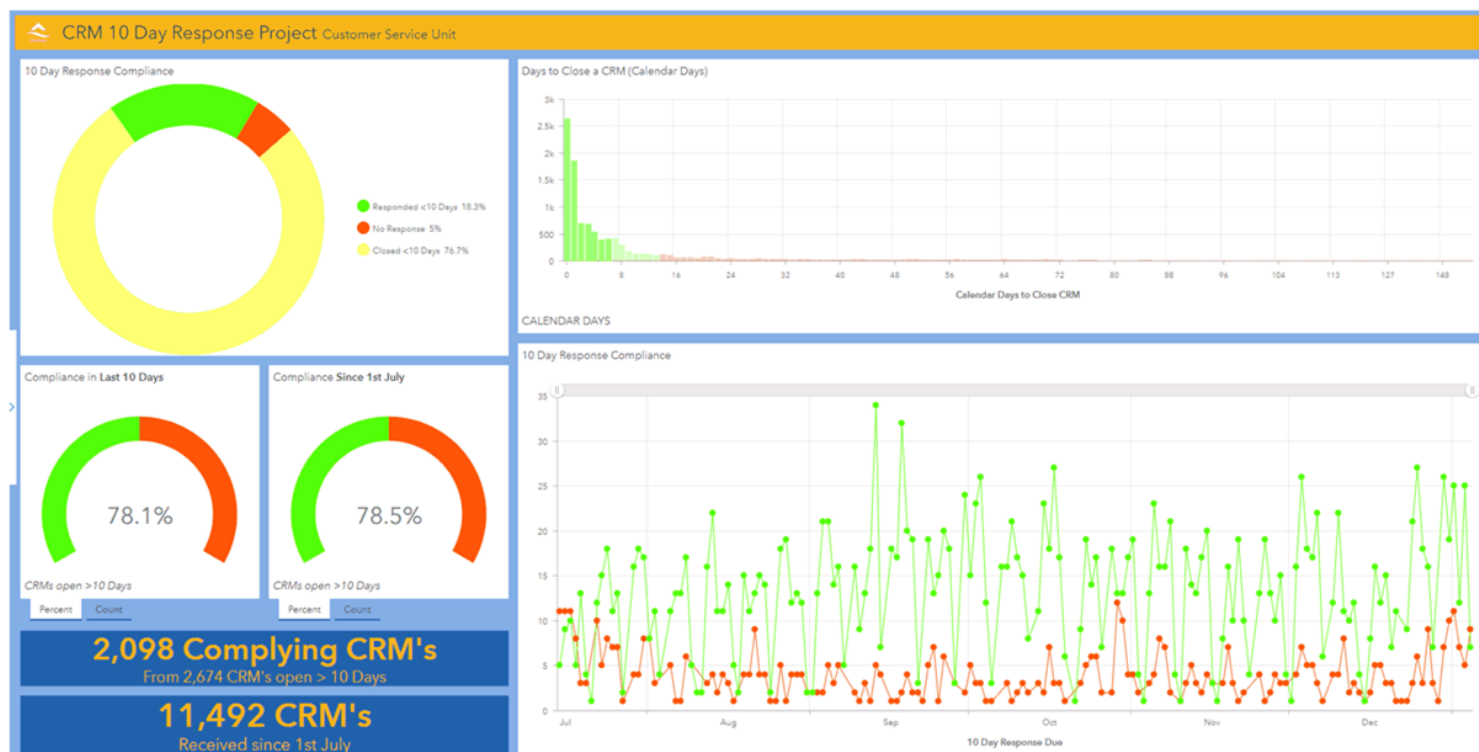 CRM 10 Day Response Project Customer Service Unit
10 Day Response Compliance
Responded <10 Days 18.3%
No Response 5%
Closed <10 Days 76.7%
Compliance in Last 10 Days
78.1%
CRMs open >10 Days
Percent Count
Compliance Since 1st July
78.5%
CRMs open >10 Days
Percent Count
2,098 Complying CRM's
From 2,674 CRM's open > 10 Days
11,492 CRM's
Received since 1st July
Days to Close a CRM (Calendar Days)
3k
2.5k
2k
1.5k
1k
500
0
0 8 16 24 32 40 48 56 64 72 80 88 96 104 113 127 148
Calendar Days to Close CRM
CALENDAR DAYS
10 Day Response Compliance
35
30
25
20
15
10
5
0
Jul Aug Sep Oct Nov Dec
10 Day Response Due